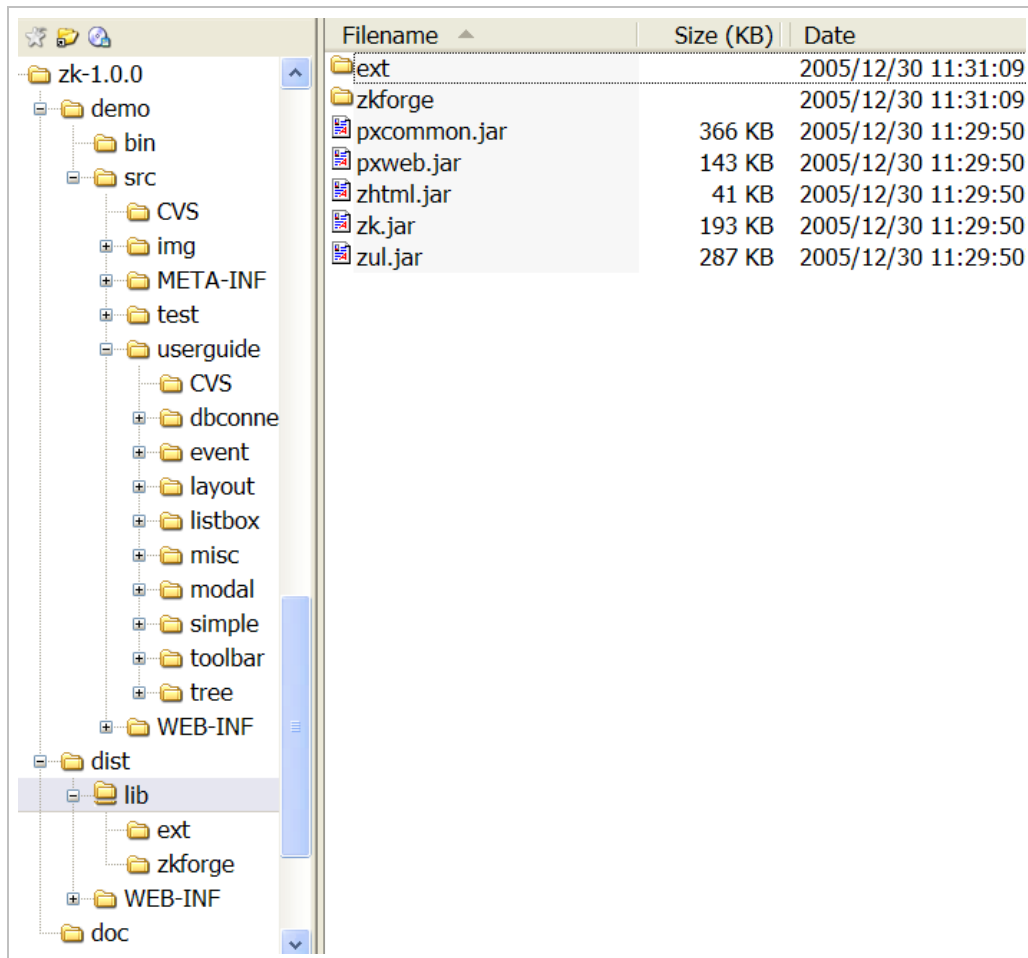 zk-1.0.0
demo
bin
src
CVS
img
META-INF
test
userguide
CVS
dbconne
event
layout
listbox
misc
modal
simple
toolbar
tree
WEB-INF
dist
lib
ext
zkforge
WEB-INF
doc
Filename Size (KB) Date
ext 2005/12/30 11:31:09
zkforge 2005/12/30 11:31:09
pxcommon.jar 366 KB 2005/12/30 11:29:50
pxweb.jar 143 KB 2005/12/30 11:29:50
zhtml.jar 41 KB 2005/12/30 11:29:50
zk.jar 193 KB 2005/12/30 11:29:50
zul.jar 287 KB 2005/12/30 11:29:50